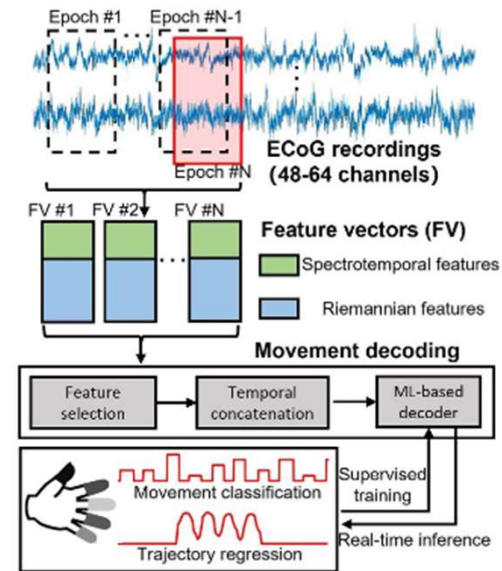 Epoch #1
Epoch #N-1
Epoch #N
ECoG recordings
(48-64 channels)
FV #1
FV #2
FV #N
Feature vectors (FV)
Spectrotemporal features
Riemannian features
Movement decoding
Feature
selection
Temporal
concatenation
ML-based
decoder
Movement classification
Trajectory regression
Supervised
training
Real-time inference